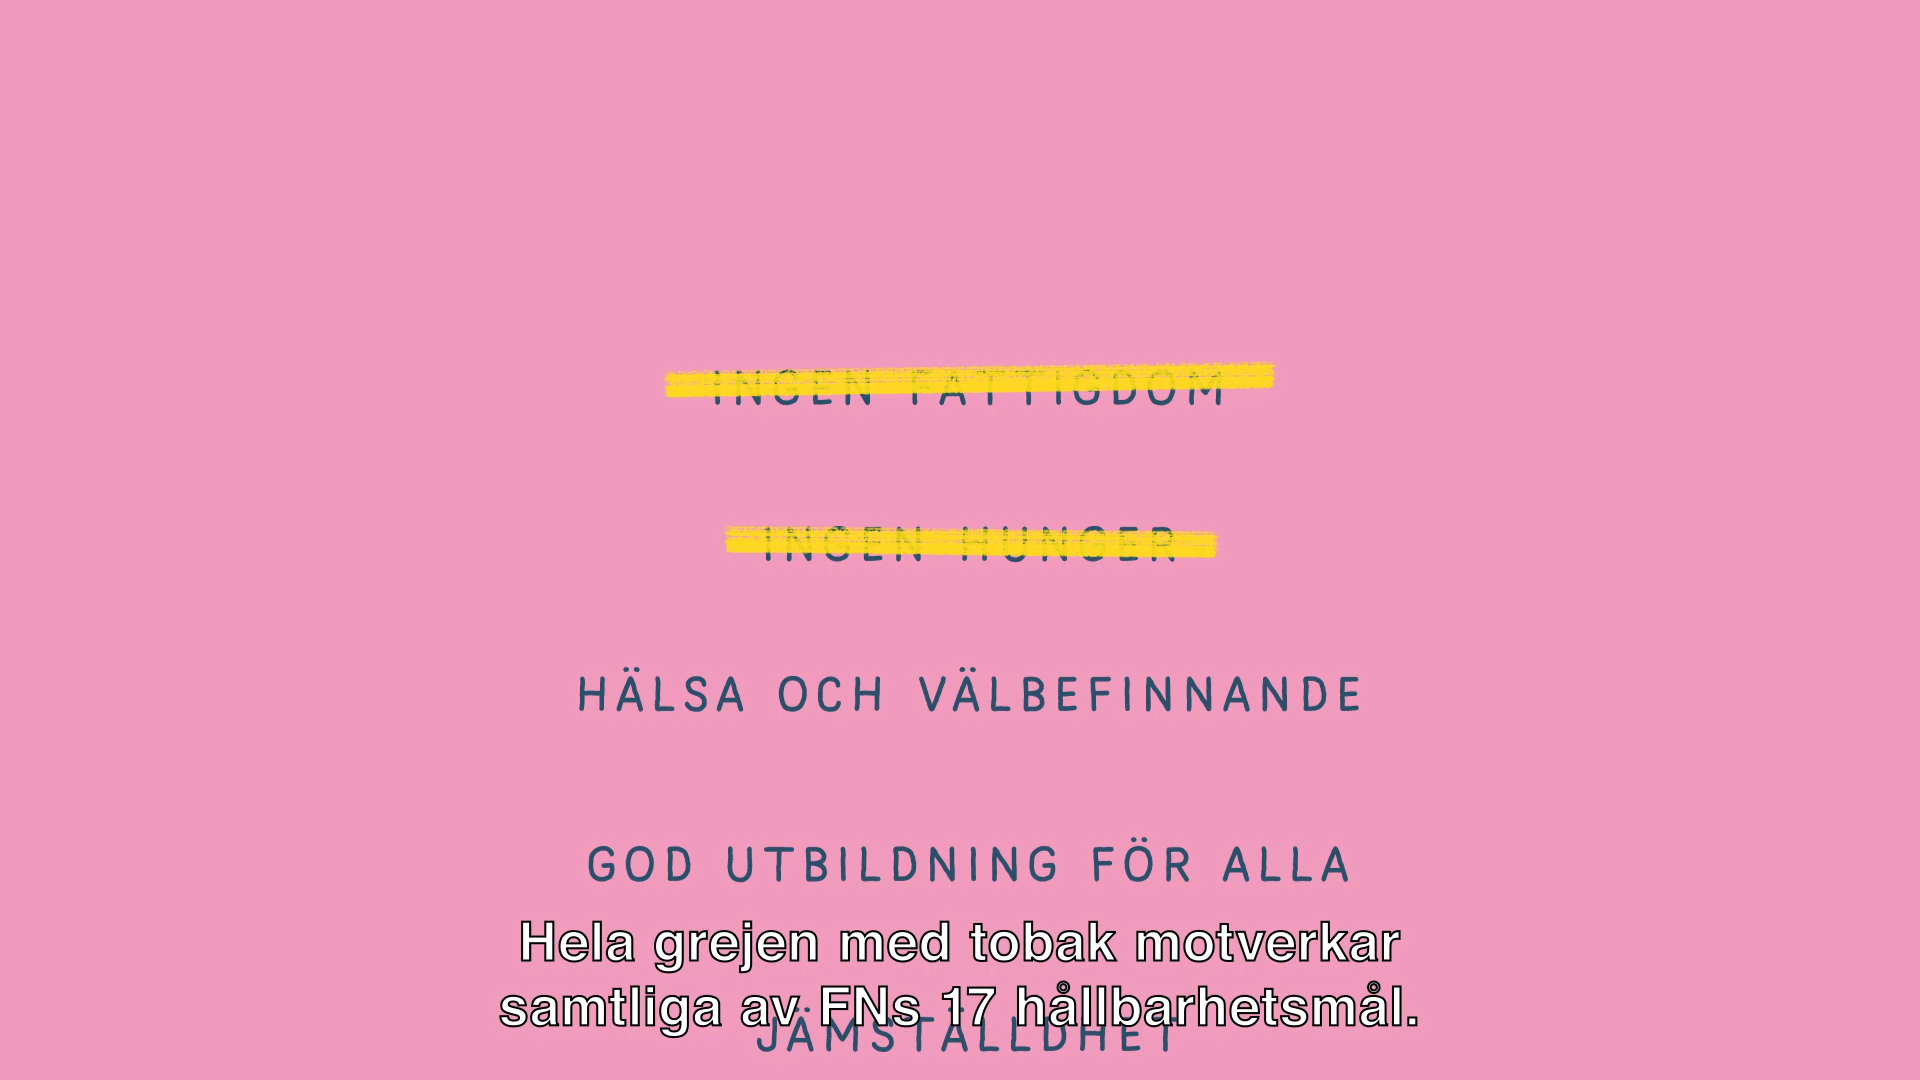 INGEN FATTIGDOM
INGEN HUNGER
HÄLSA OCH VÄLBEFINNANDE
GOD UTBILDNING FÖR ALLA
Hela grejen med tobak motverkar
samtliga av FNs 17 hållbarhetsmål.
JÄMSTÄLLDHET